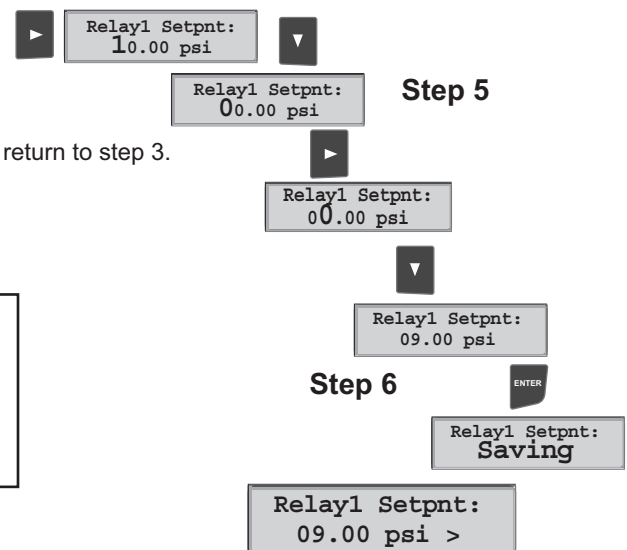 Relay1 Setpnt:
10.00 psi
Relay1 Setpnt:
00.00 psi
Step 5
return to step 3.
Relay1 Setpnt:
00.00 psi
Relay1 Setpnt:
09.00 psi
Step 6
ENTER
Relay1 Setpnt:
Saving
Relay1 Setpnt:
09.00 psi >